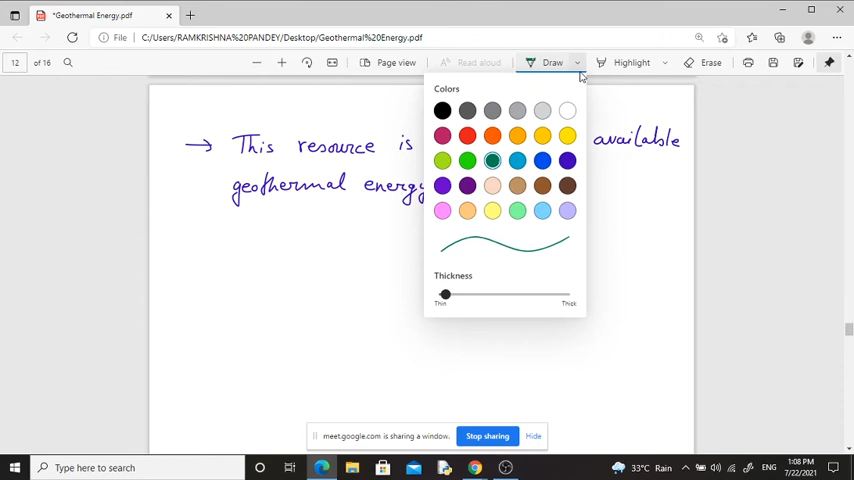 *Geothermal Energy.pdf
File C:/Users/RAMKRISHNA%20PANDEY/Desktop/Geothermal%20Energy.pdf
12 of 16 Page view Read aloud Draw Highlight Erase
Colors
→ This resource is available
geothermal energy
Thickness
Thin Thick
meet.google.com is sharing a window. Stop sharing Hide
Type here to search 33°C Rain ENG 1:08 PM
7/22/2021